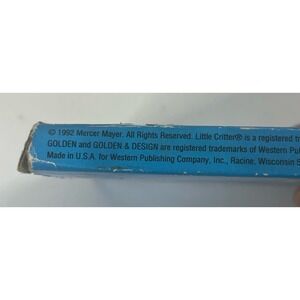 © 1992 Mercer Mayer. All Rights Reserved. Little Critter® is a registered
GOLDEN and GOLDEN & DESIGN are registered trademarks of Western
Made in U.S.A. for Western Publishing Company, Inc., Racine, Wisconsin